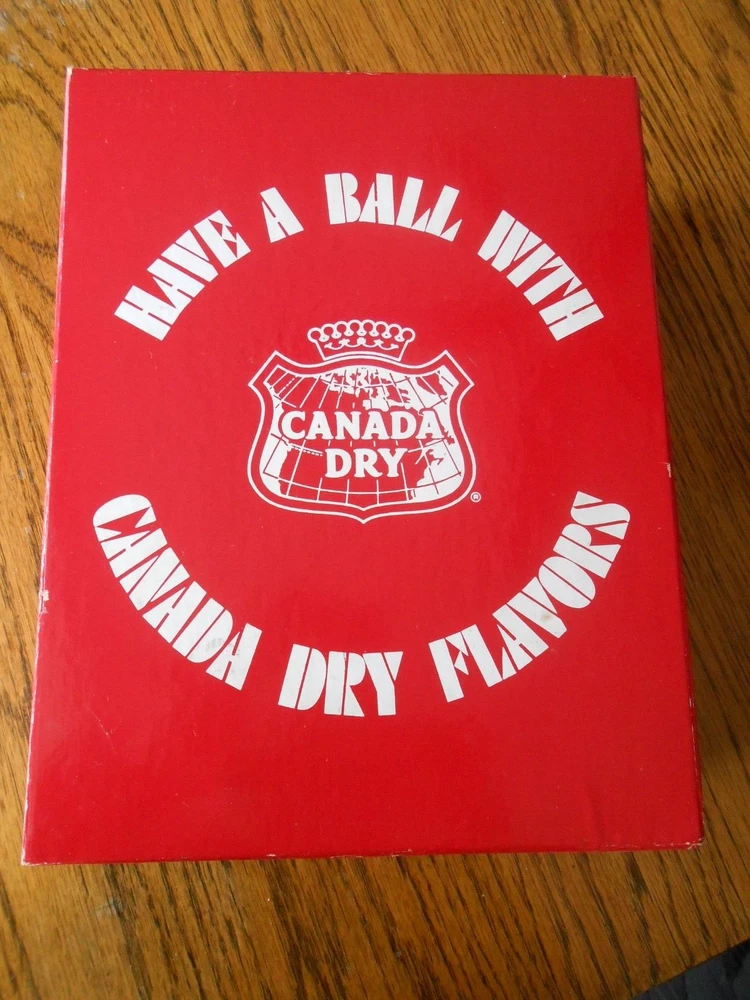 HAVE A BALL WITH
CANADA
DRY
®
CANADA DRY FLAVORS